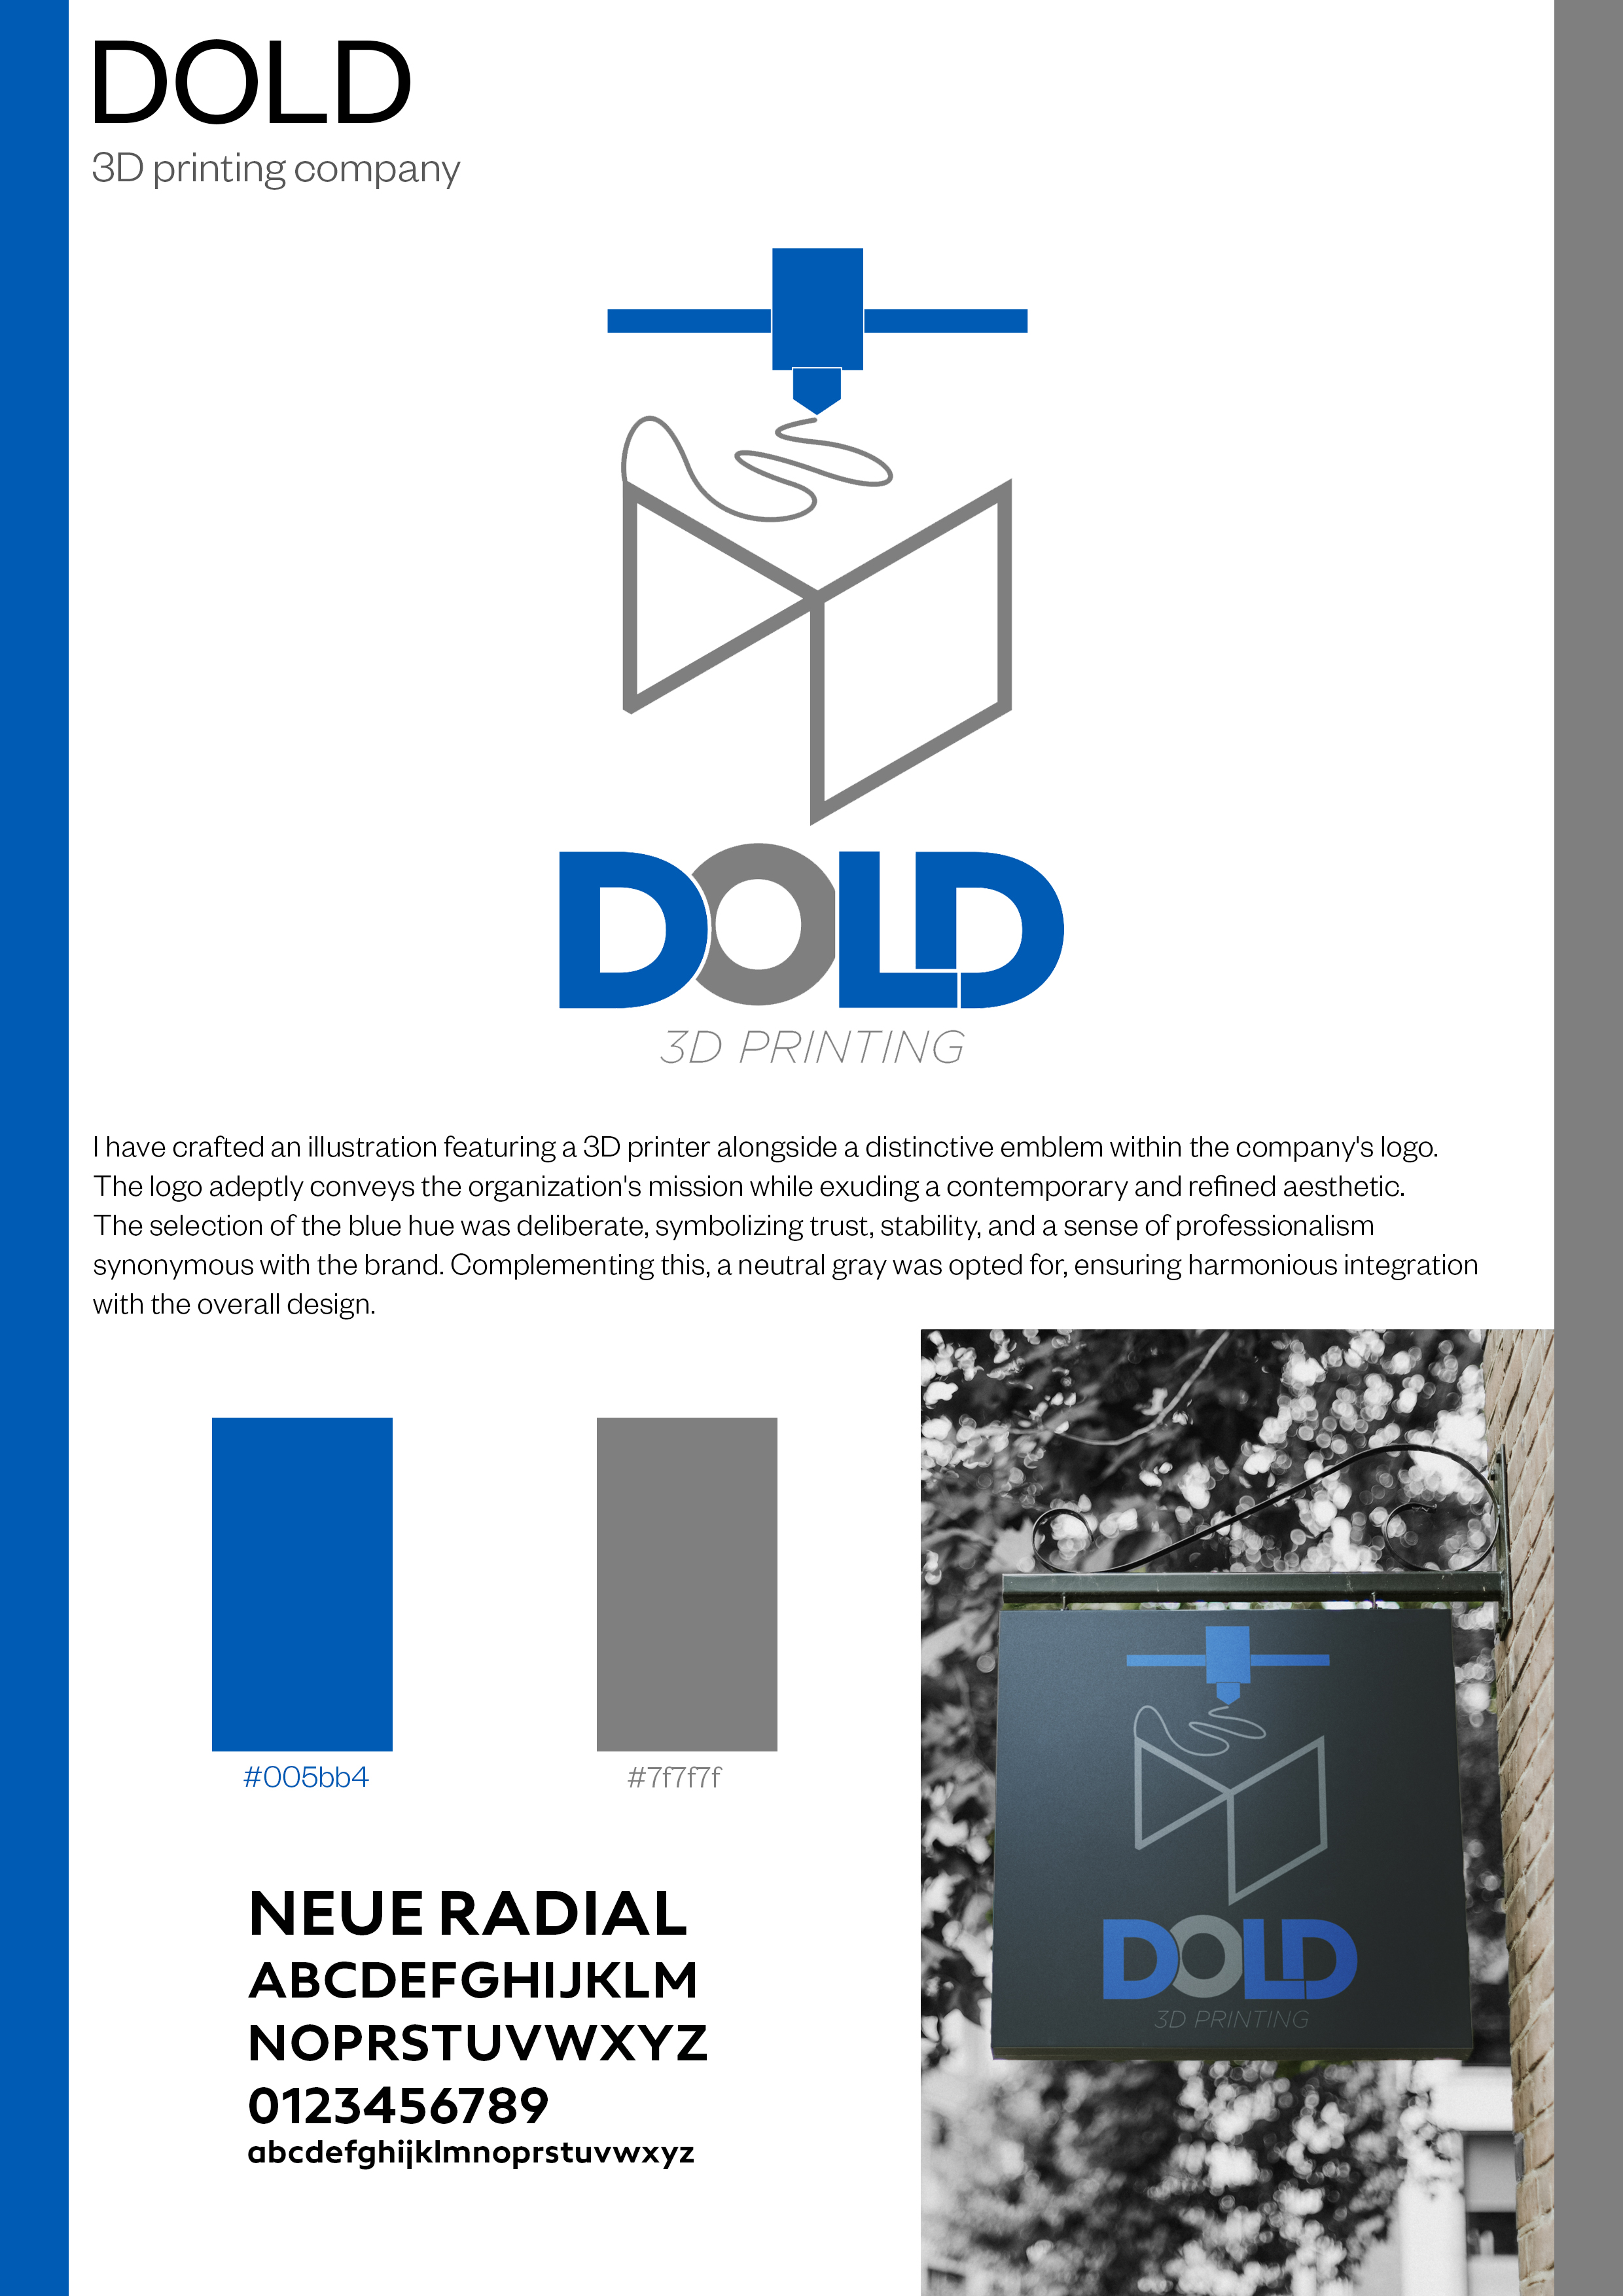 DOLD
3D printing company
DOLD
3D PRINTING
I have crafted an illustration featuring a 3D printer alongside a distinctive emblem within the company's logo.
The logo adeptly conveys the organization's mission while exuding a contemporary and refined aesthetic.
The selection of the blue hue was deliberate, symbolizing trust, stability, and a sense of professionalism
synonymous with the brand. Complementing this, a neutral gray was opted for, ensuring harmonious integration
with the overall design.
#005bb4
#7f7f7f
NEUE RADIAL
ABCDEFGHIJKLM
NOPRSTUVWXYZ
0123456789
abcdefghijklmnoprstuvwxyz
DOLD
3D PRINTING